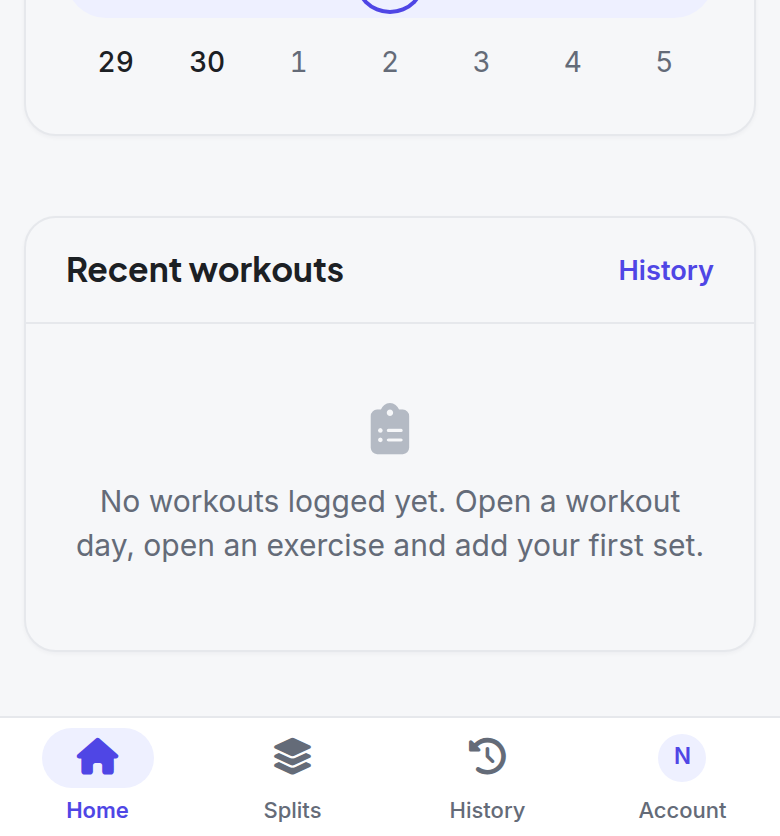 29 30 1 2 3 4 5
Recent workouts History
No workouts logged yet. Open a workout
day, open an exercise and add your first set.
N
Home Splits History Account